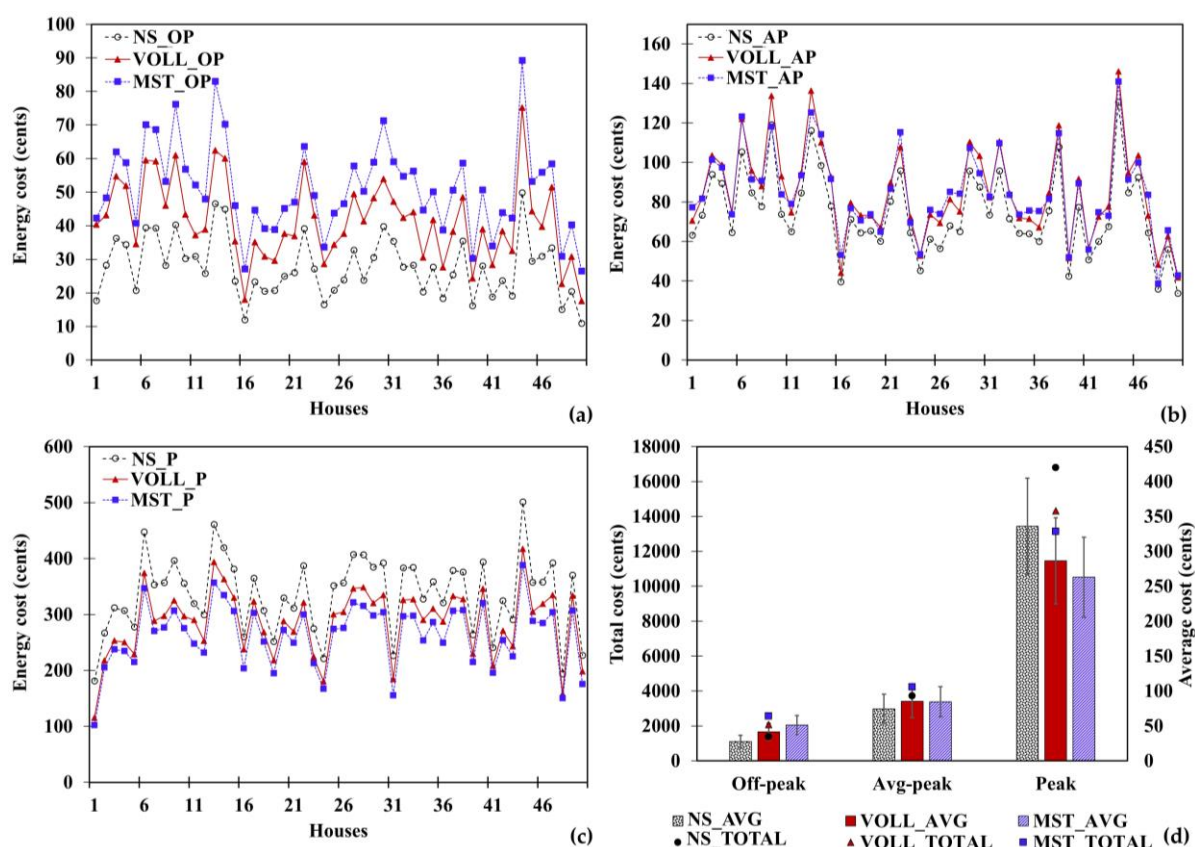 100
90
80
70
60
50
40
30
20
10
0
Energy cost (cents)
NS_OP
VOLL_OP
MST_OP
1 6 11 16 21 26 31 36 41 46
Houses
(a)
160
140
120
100
80
60
40
20
0
Energy cost (cents)
NS_AP
VOLL_AP
MST_AP
1 6 11 16 21 26 31 36 41 46
Houses
(b)
600
500
400
300
200
100
0
Energy cost (cents)
NS_P
VOLL_P
MST_P
1 6 11 16 21 26 31 36 41 46
Houses
(c)
18000
16000
14000
12000
10000
8000
6000
4000
2000
0
Total cost (cents)
450
400
350
300
250
200
150
100
50
0
Average cost (cents)
Off-peak Avg-peak Peak
NS_AVG VOLL_AVG MST_AVG
NS_TOTAL VOLL_TOTAL MST_TOTAL
(d)